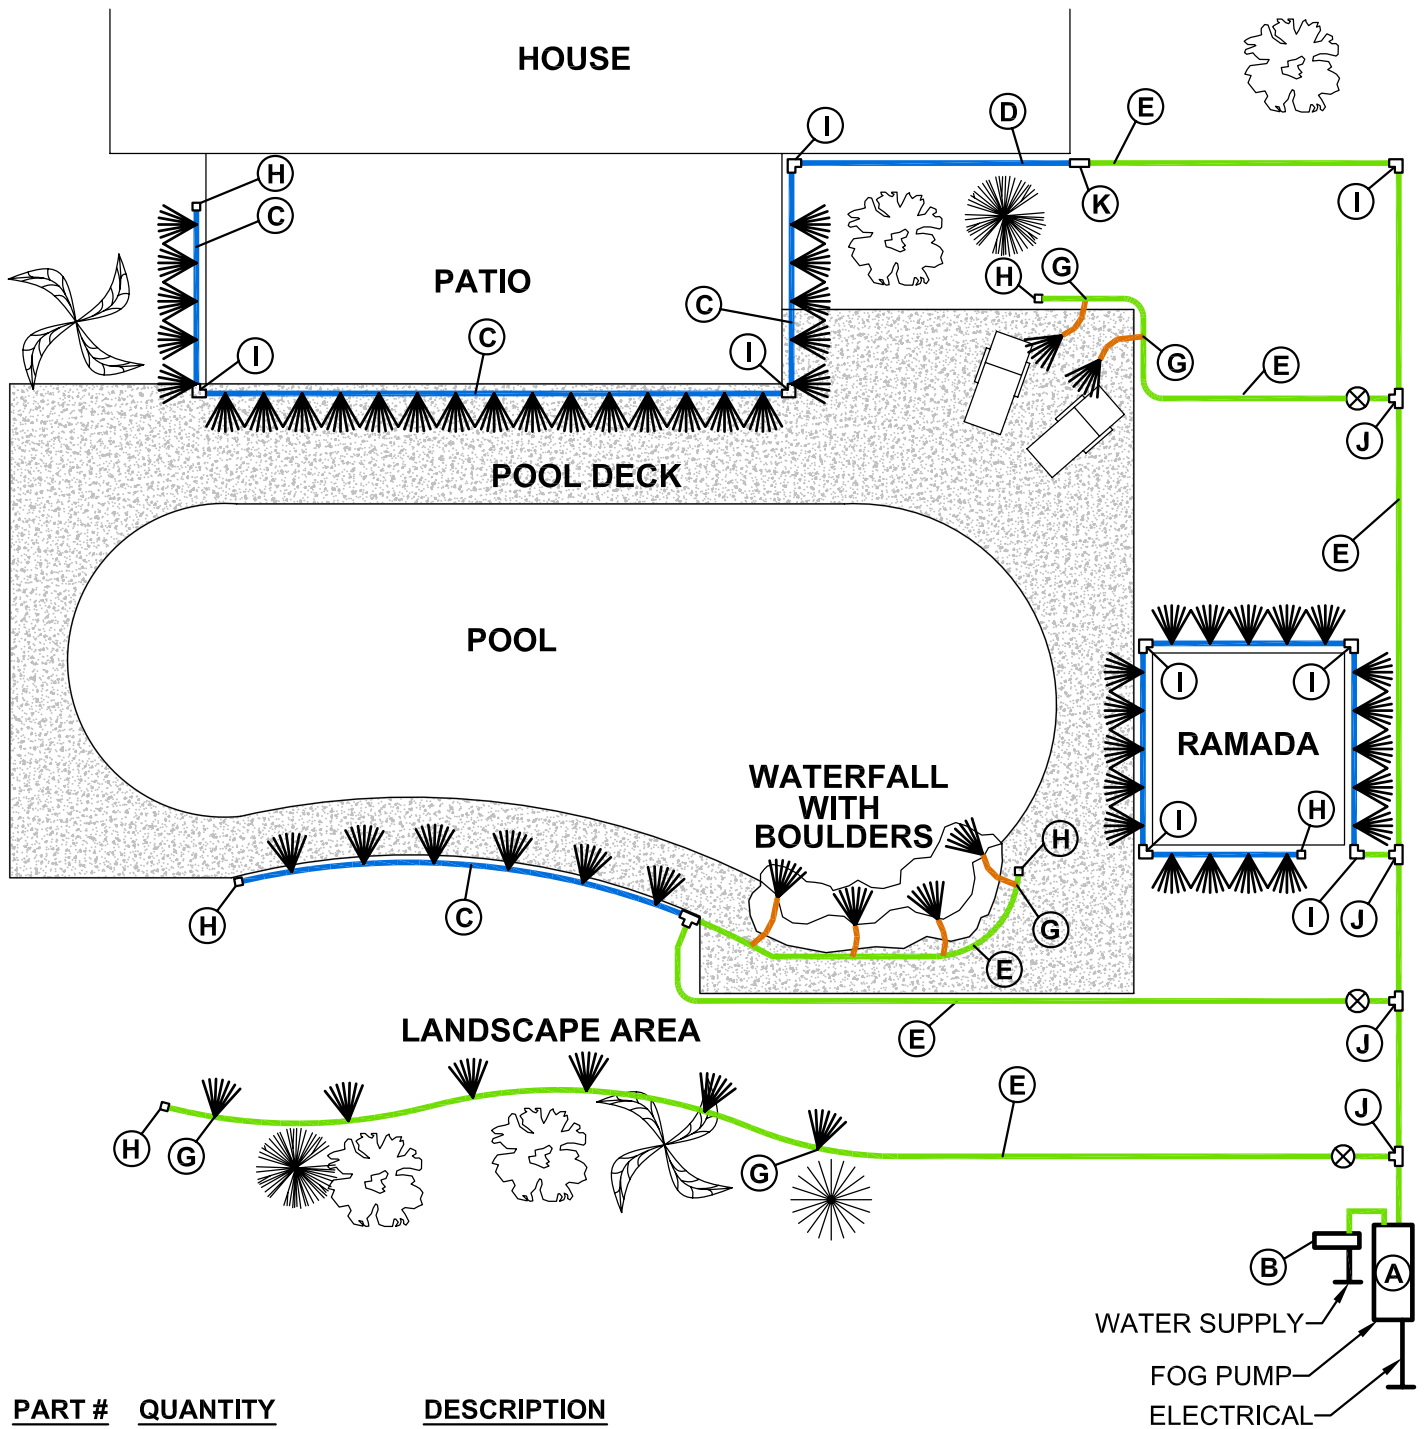 HOUSE
I
D
E
H
C
I
K
PATIO
H
G
C
C
I
I
G
E
J
POOL DECK
E
POOL
I
I
RAMADA
WATERFALL
WITH
BOULDERS
H
I
H
C
H
G
I
J
E
LANDSCAPE AREA
E
J
E
J
H
G
G
B
A
WATER SUPPLY
FOG PUMP
ELECTRICAL
PART # QUANTITY DESCRIPTION